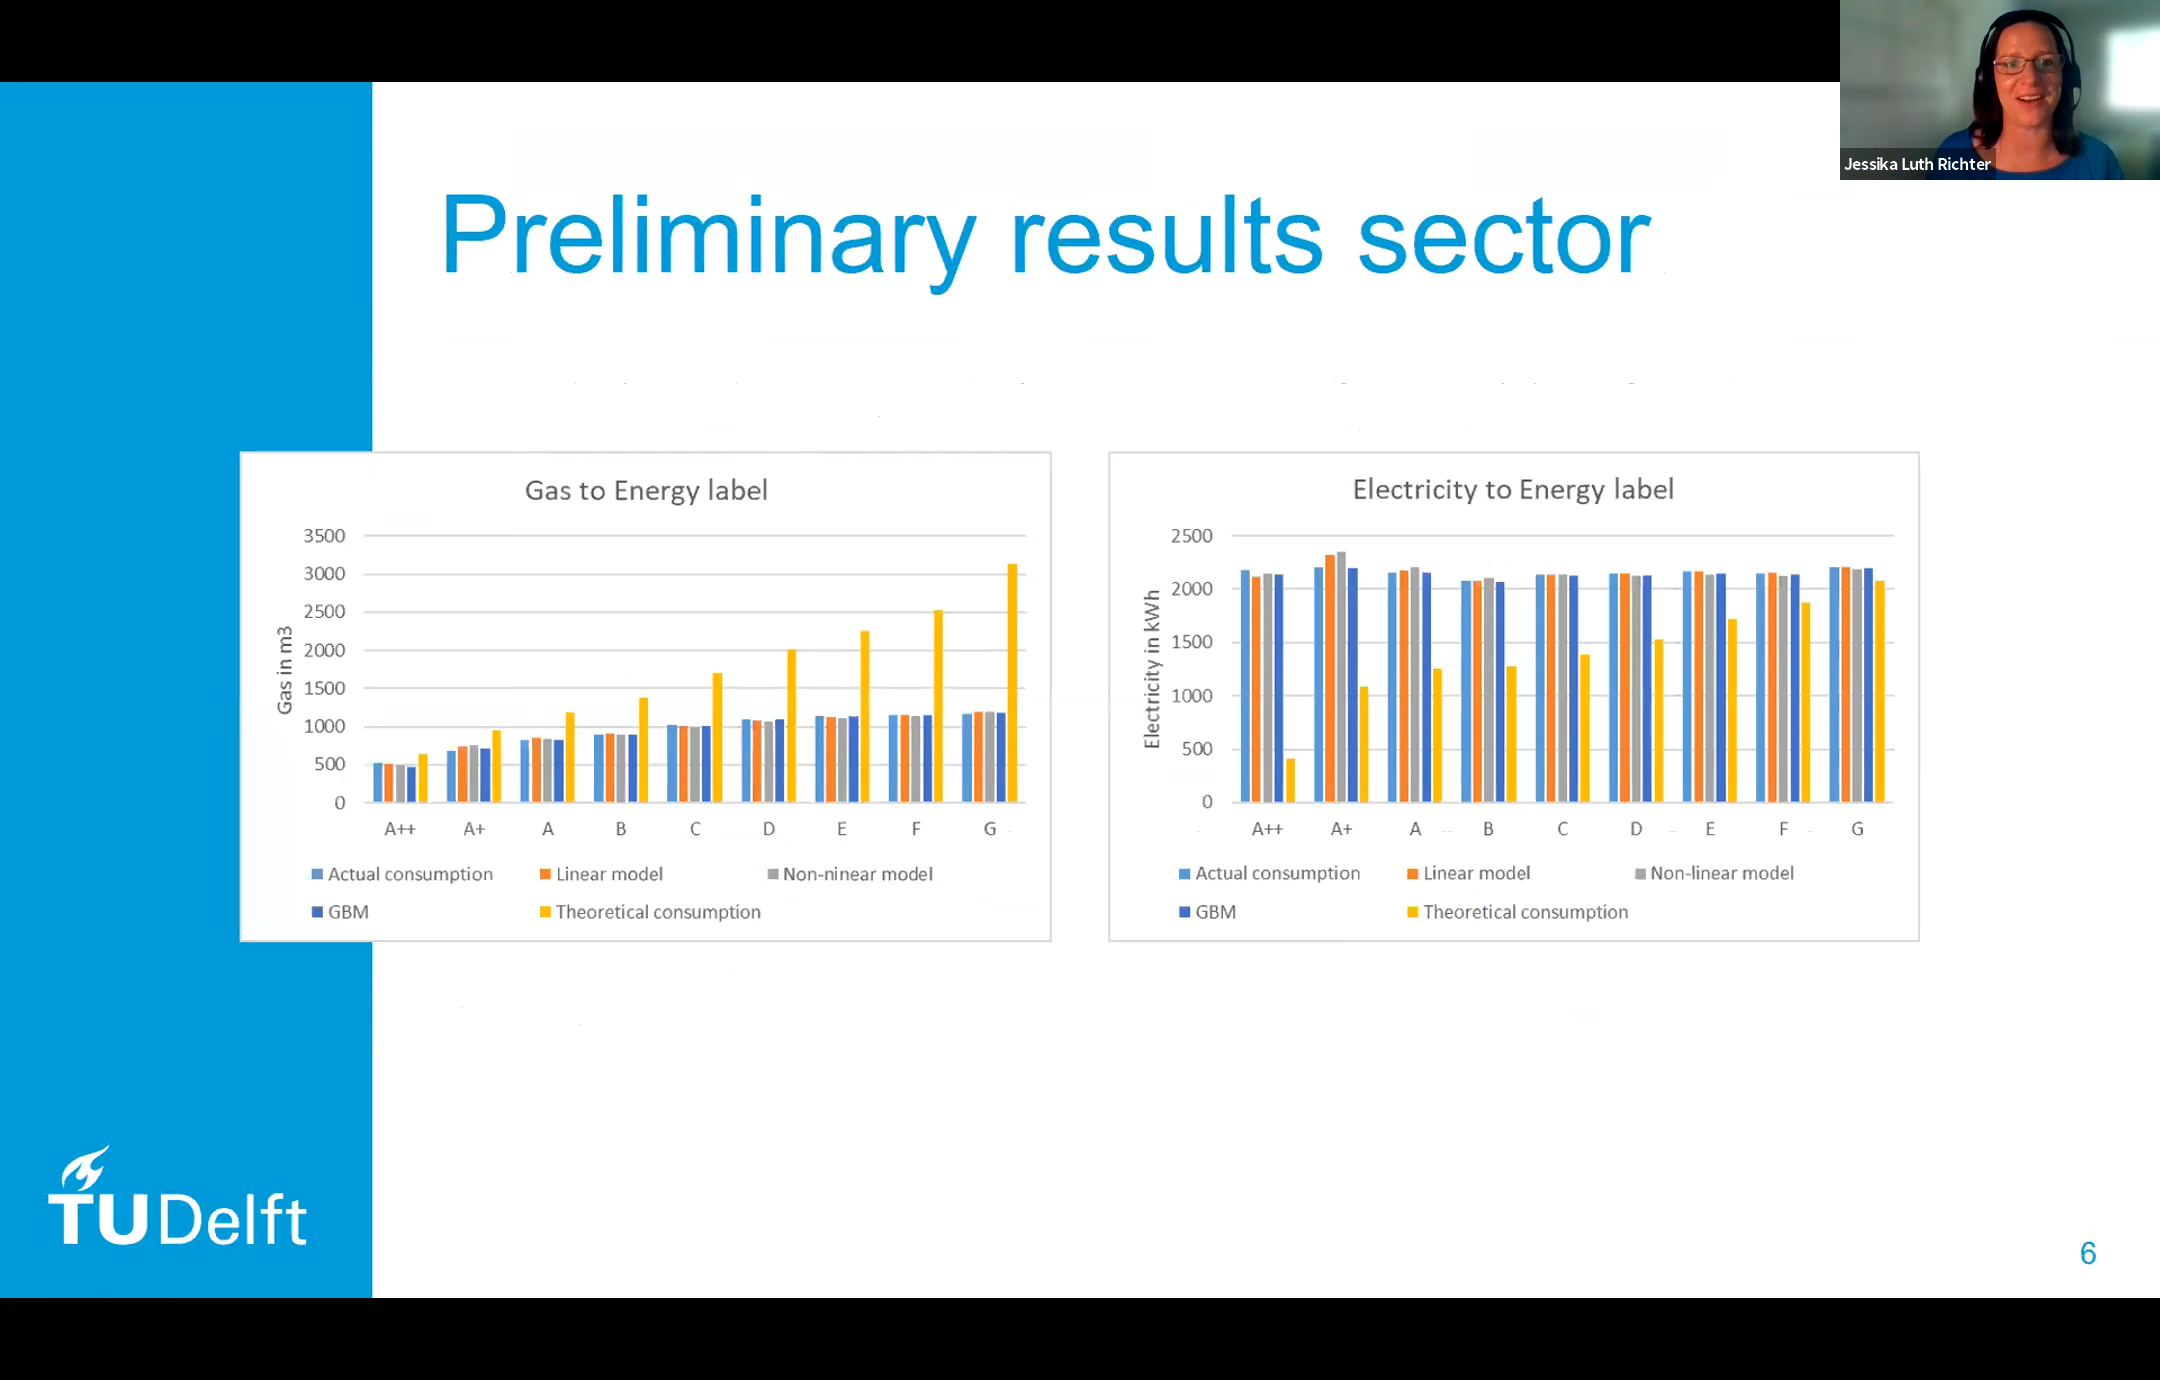 Jessika Luth Richter
Preliminary results sector
Gas to Energy label
3500
3000
2500
2000
1500
1000
500
0
Gas in m3
A++ A+ A B C D E F G
Actual consumption Linear model Non-ninear model
GBM Theoretical consumption
Electricity to Energy label
2500
2000
1500
1000
500
0
Electricity in kWh
A++ A+ A B C D E F G
Actual consumption Linear model Non-linear model
GBM Theoretical consumption
TUDelft
6